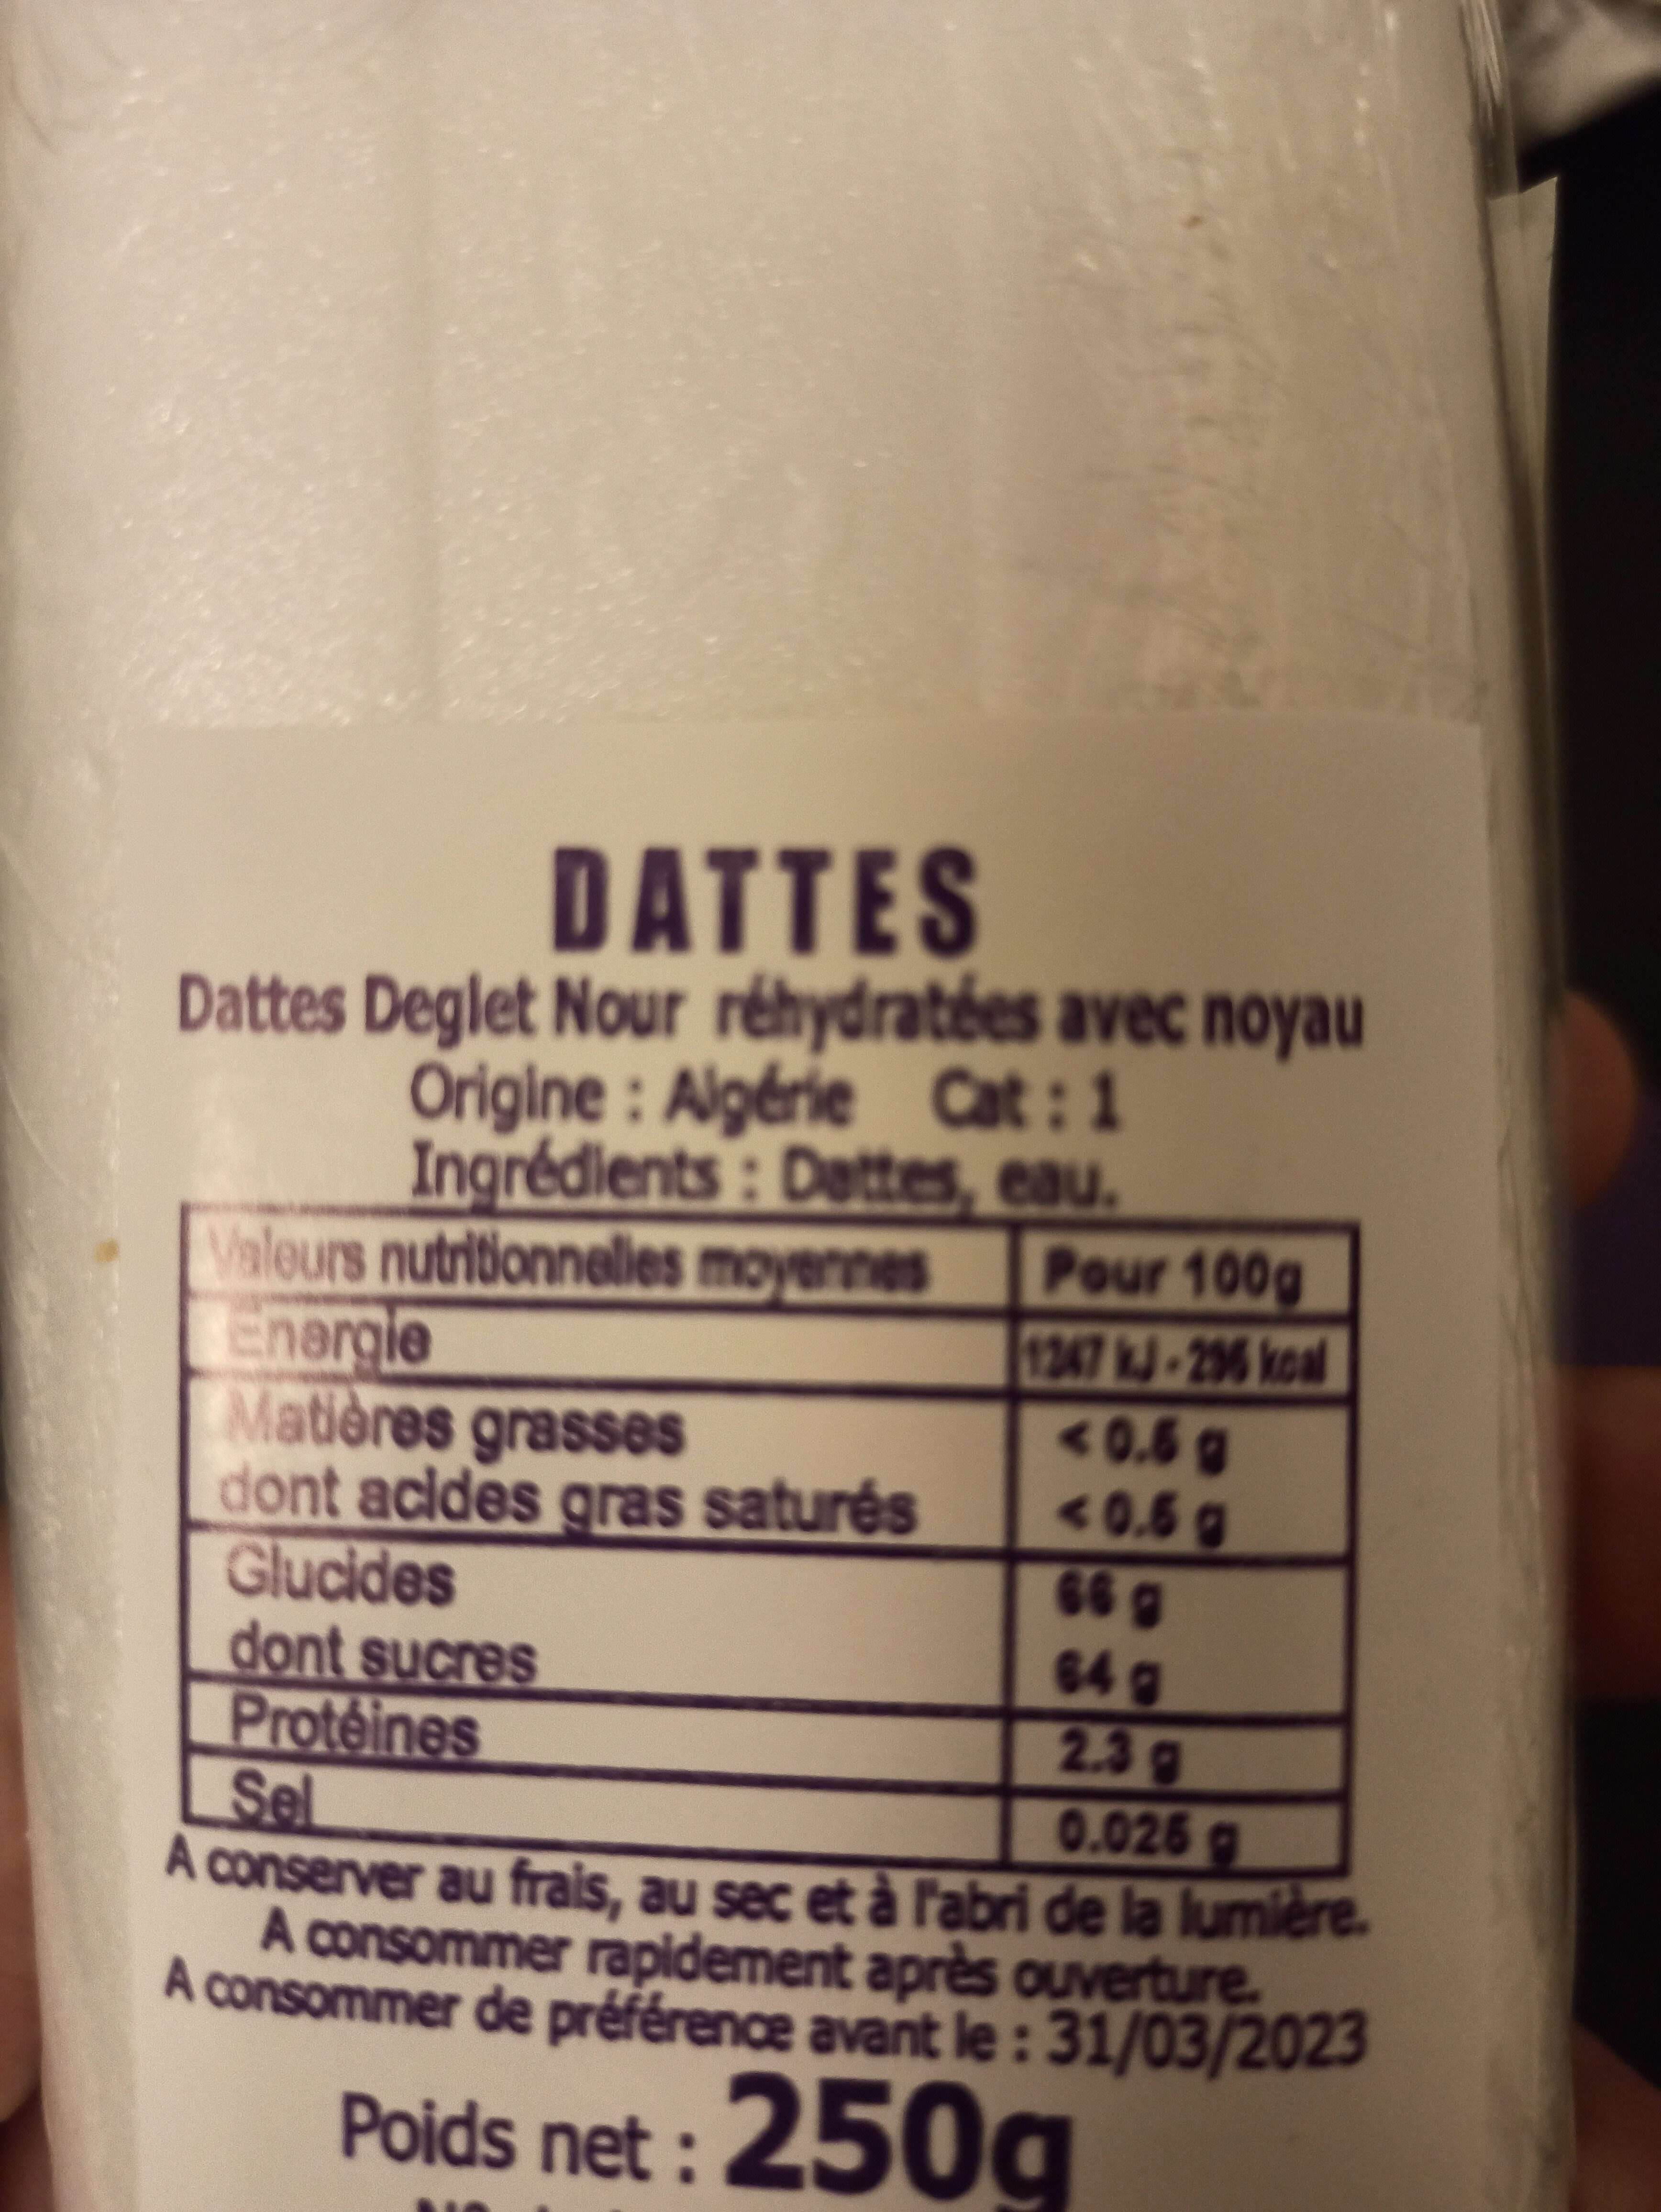 DATTES
Dattes Deglet Nour réhydratées avec noyau
Origine : Algérie Cat : 1
Ingrédients : Dattes, eau.
Valeurs nutritionnelles moyennes Pour 100g
Energie 1247 kJ - 295 kcal
Matières grasses < 0.5 g
dont acides gras saturés < 0.5 g
Glucides 66 g
dont sucres 64 g
Protéines 2.3 g
Sel 0.025 g
A conserver au frais, au sec et à l'abri de la lumière.
A consommer rapidement après ouverture.
A consommer de préférence avant le : 31/03/2023
Poids net : 250g